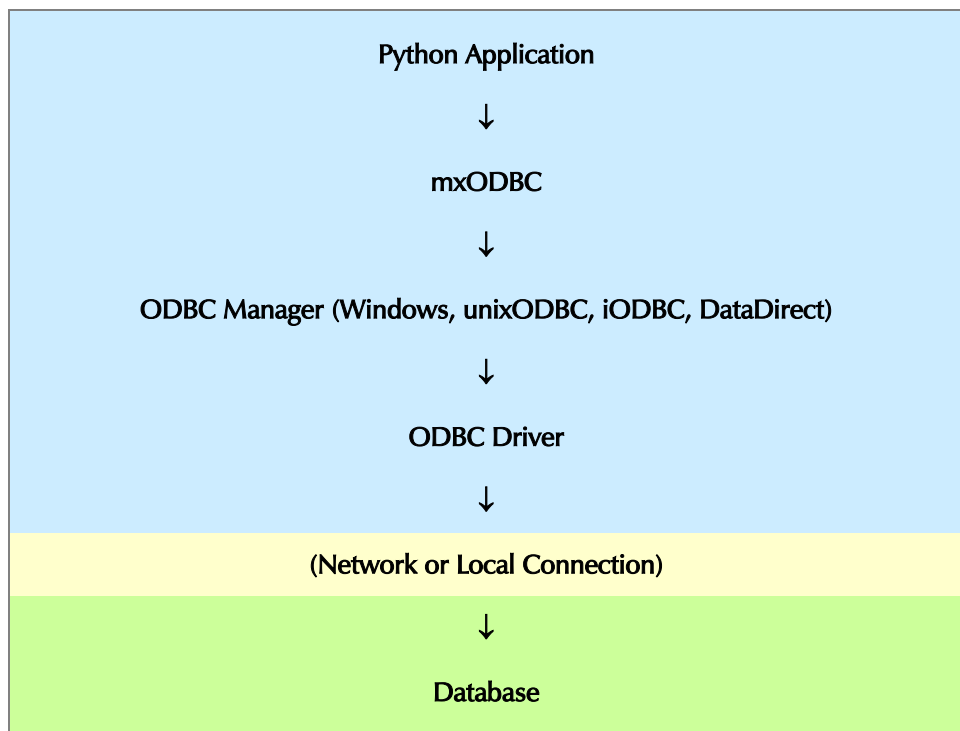 Python Application
↓
mxODBC
↓
ODBC Manager (Windows, unixODBC, iODBC, DataDirect)
↓
ODBC Driver
↓
(Network or Local Connection)
↓
Database